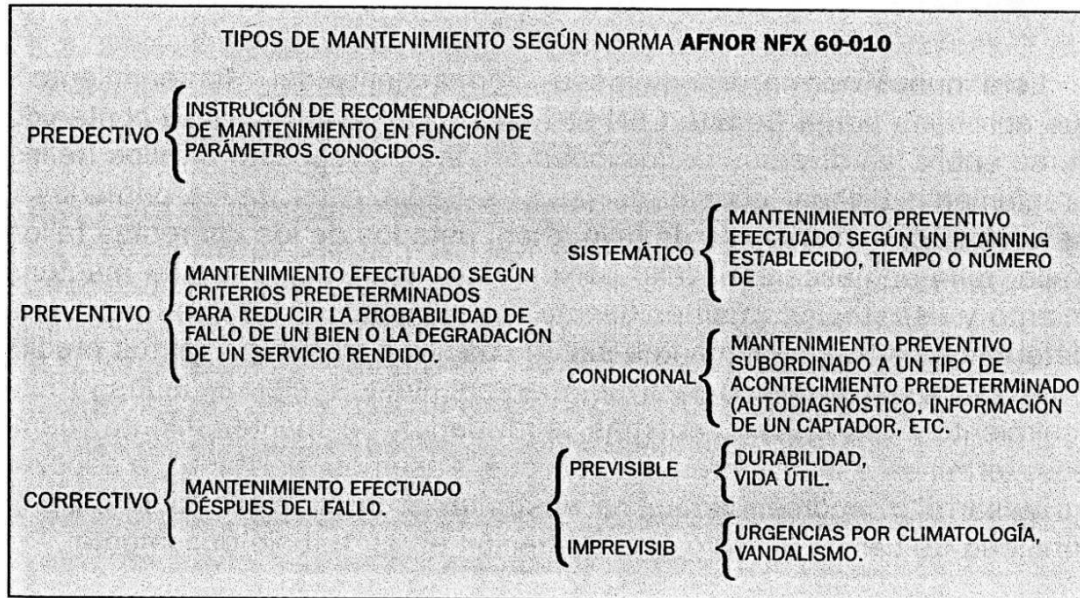 TIPOS DE MANTENIMIENTO SEGÚN NORMA AFNOR NFX 60-010
PREDECTIVO
INSTRUCIÓN DE RECOMENDACIONES
DE MANTENIMIENTO EN FUNCIÓN DE
PARÁMETROS CONOCIDOS.
PREVENTIVO
MANTENIMIENTO EFECTUADO SEGÚN
CRITERIOS PREDETERMINADOS
PARA REDUCIR LA PROBABILIDAD DE
FALLO DE UN BIEN O LA DEGRADACIÓN
DE UN SERVICIO RENDIDO.
SISTEMÁTICO
MANTENIMIENTO PREVENTIVO
EFECTUADO SEGÚN UN PLANNING
ESTABLECIDO, TIEMPO O NÚMERO
DE
CONDICIONAL
MANTENIMIENTO PREVENTIVO
SUBORDINADO A UN TIPO DE
ACONTECIMIENTO PREDETERMINADO
(AUTODIAGNÓSTICO, INFORMACIÓN
DE UN CAPTADOR, ETC.
CORRECTIVO
MANTENIMIENTO EFECTUADO
DÉSPUES DEL FALLO.
PREVISIBLE
DURABILIDAD,
VIDA ÚTIL.
IMPREVISIB
URGENCIAS POR CLIMATOLOGÍA,
VANDALISMO.